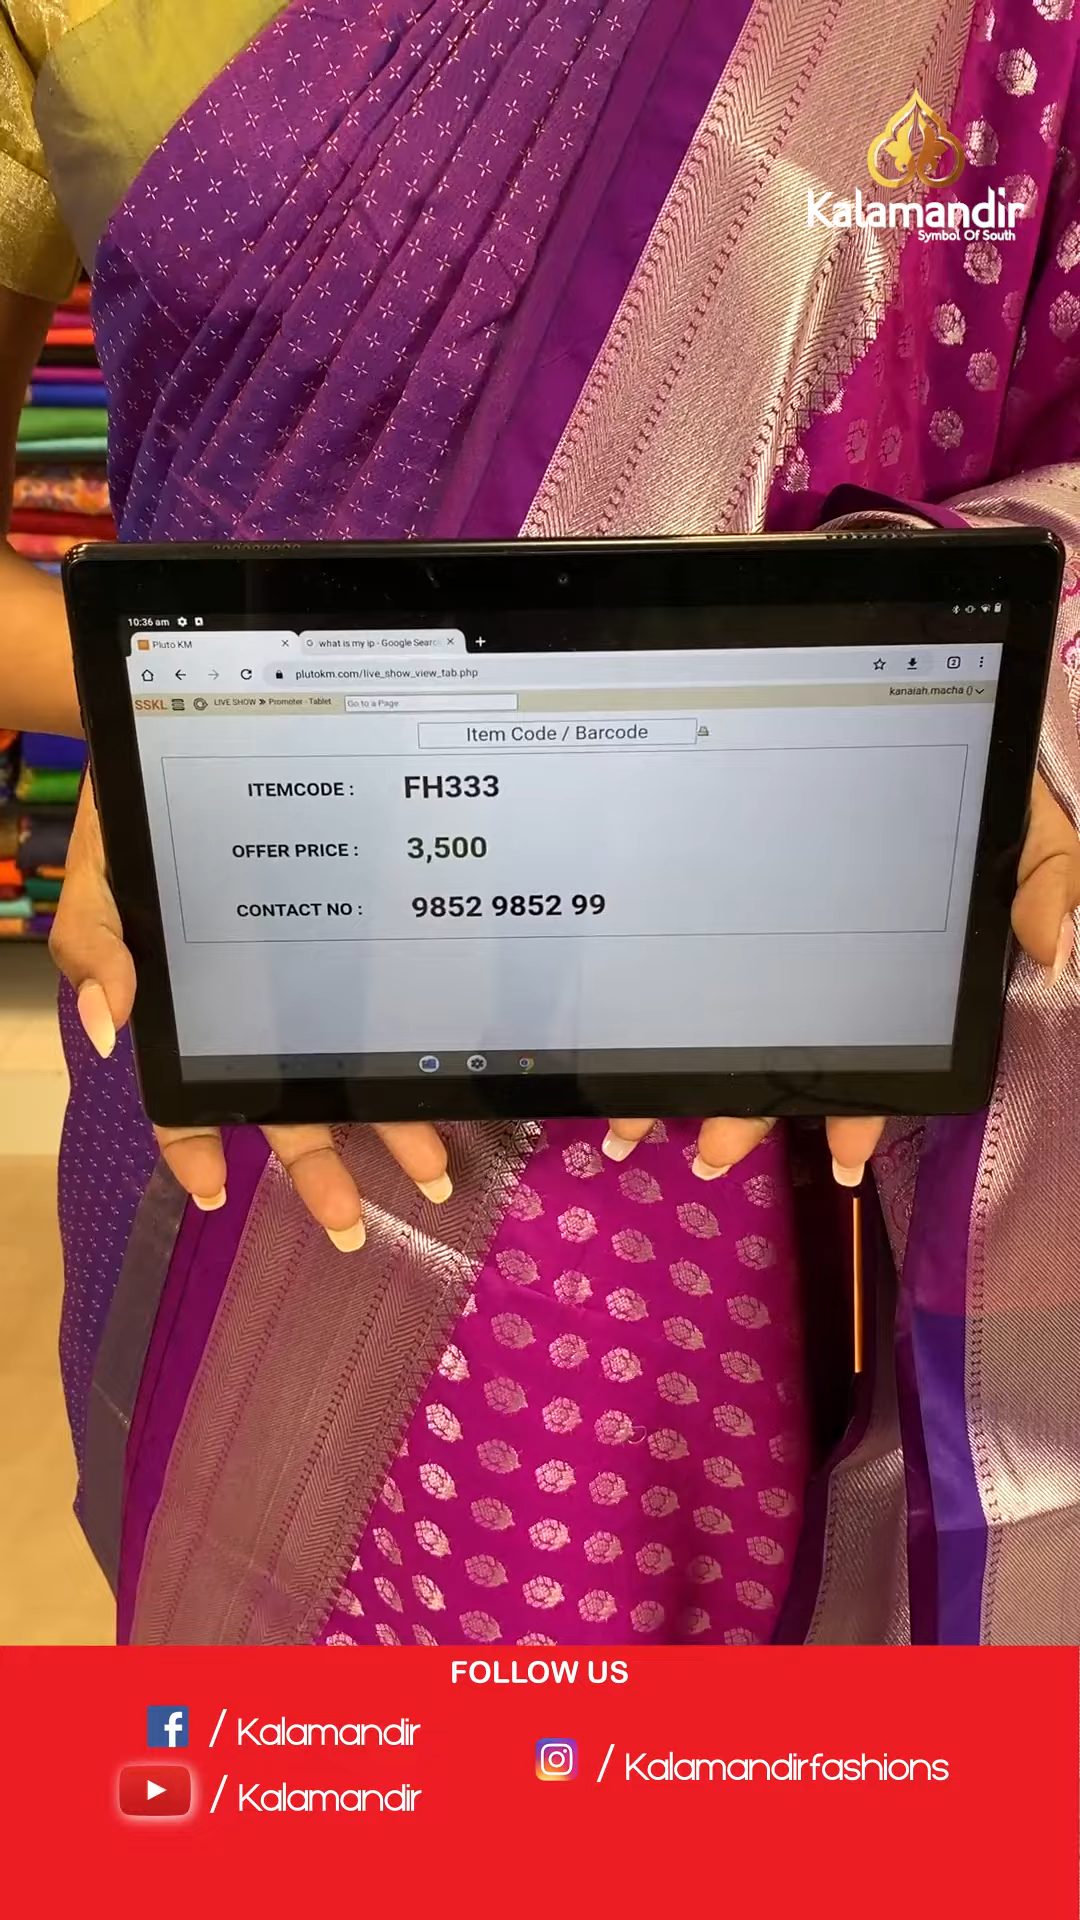 Kalamandir
Symbol Of South
10:36 am
Pluto KM
G what is my ip - Google Searc
plutokm.com/live_show_view_tab.php
2
SSKL
LIVE SHOW >> Promoter - Tablet
Go to a Page
kanaiah.macha ()
Item Code / Barcode
ITEMCODE : FH333
OFFER PRICE : 3,500
CONTACT NO : 9852 9852 99
FOLLOW US
f / Kalamandir
/ Kalamandirfashions
/ Kalamandir